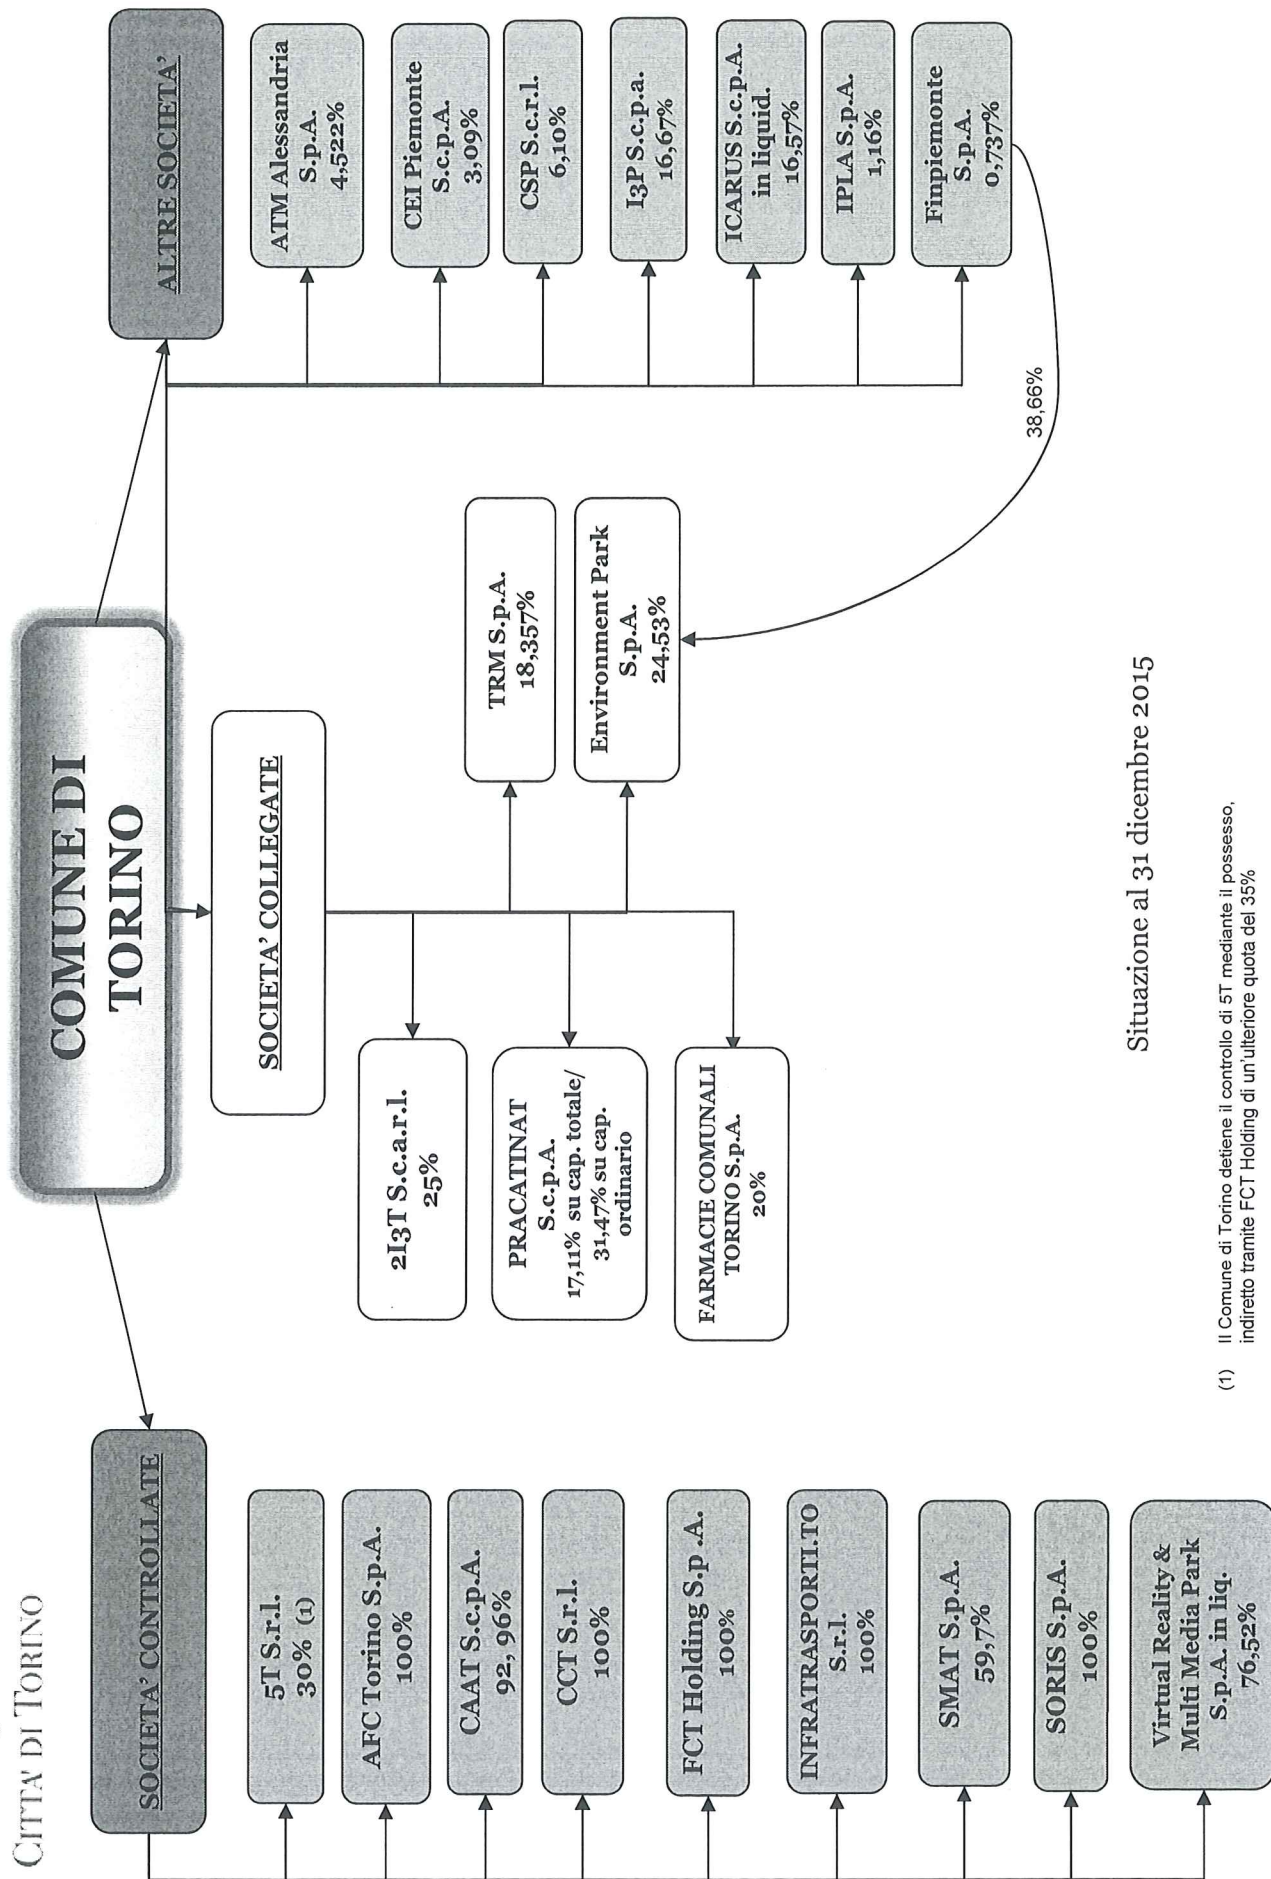 CITTA' DI TORINO
COMUNE DI
TORINO
SOCIETA' CONTROLLATE
5T S.r.l.
30% (1)
AFC Torino S.p.A.
100%
CAAT S.c.p.A.
92, 96%
CCT S.r.l.
100%
FCT Holding S.p .A.
100%
INFRATRASPORTI.TO
S.r.l.
100%
SMAT S.p.A.
59,7%
SORIS S.p.A.
100%
Virtual Reality &
Multi Media Park
S.p.A. in liq.
76,52%
SOCIETA' COLLEGATE
2I3T S.c.a.r.l.
25%
PRACATINAT
S.c.p.A.
17,11% su cap. totale/
31,47% su cap.
ordinario
FARMACIE COMUNALI
TORINO S.p.A.
20%
TRM S.p.A.
18,357%
Environment Park
S.p.A.
24,53%
ALTRE SOCIETA'
ATM Alessandria
S.p.A.
4,522%
CEI Piemonte
S.c.p.A.
3,09%
CSP S.c.r.l.
6,10%
I3P S.c.p.a.
16,67%
ICARUS S.c.p.A.
in liquid.
16,57%
IPLA S.p.A.
1,16%
Finpiemonte
S.p.A.
0,737%
38,66%
Situazione al 31 dicembre 2015
(1) Il Comune di Torino detiene il controllo di 5T mediante il possesso,
indiretto tramite FCT Holding di un'ulteriore quota del 35%